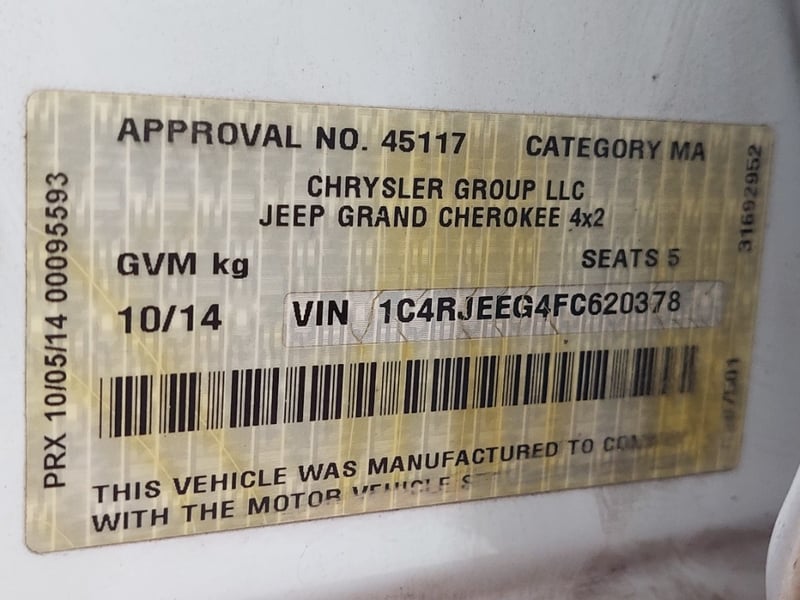 APPROVAL NO. 45117 CATEGORY MA
CHRYSLER GROUP LLC
JEEP GRAND CHEROKEE 4x2
GVM kg SEATS 5
10/14 VIN 1C4RJEEG4FC620378
THIS VEHICLE WAS MANUFACTURED TO
WITH THE MOTOR VEHICLE
PRX 10/05/14 00095593
31692952